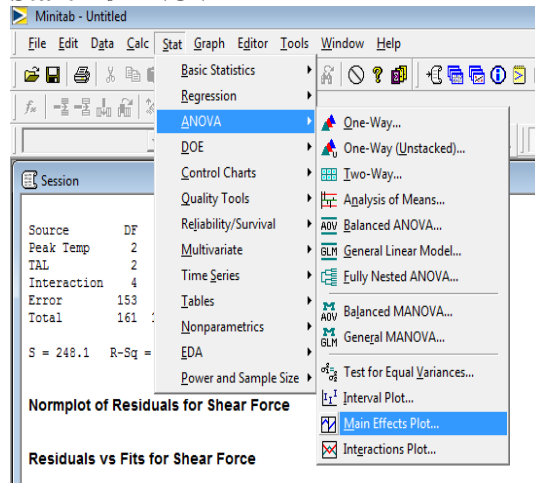 Minitab - Untitled
File Edit Data Calc Stat Graph Editor Tools Window Help
Basic Statistics
Regression
ANOVA
DOE
Control Charts
Quality Tools
Reliability/Survival
Multivariate
Time Series
Tables
Nonparametrics
EDA
Power and Sample Size
One-Way...
One-Way (Unstacked)...
Two-Way...
Analysis of Means...
Balanced ANOVA...
General Linear Model...
Fully Nested ANOVA...
Balanced MANOVA...
General MANOVA...
Test for Equal Variances...
Interval Plot...
Main Effects Plot...
Interactions Plot...
Session
Source DF
Peak Temp 2
TAL 2
Interaction 4
Error 153
Total 161
S = 248.1 R-Sq =
Normplot of Residuals for Shear Force
Residuals vs Fits for Shear Force